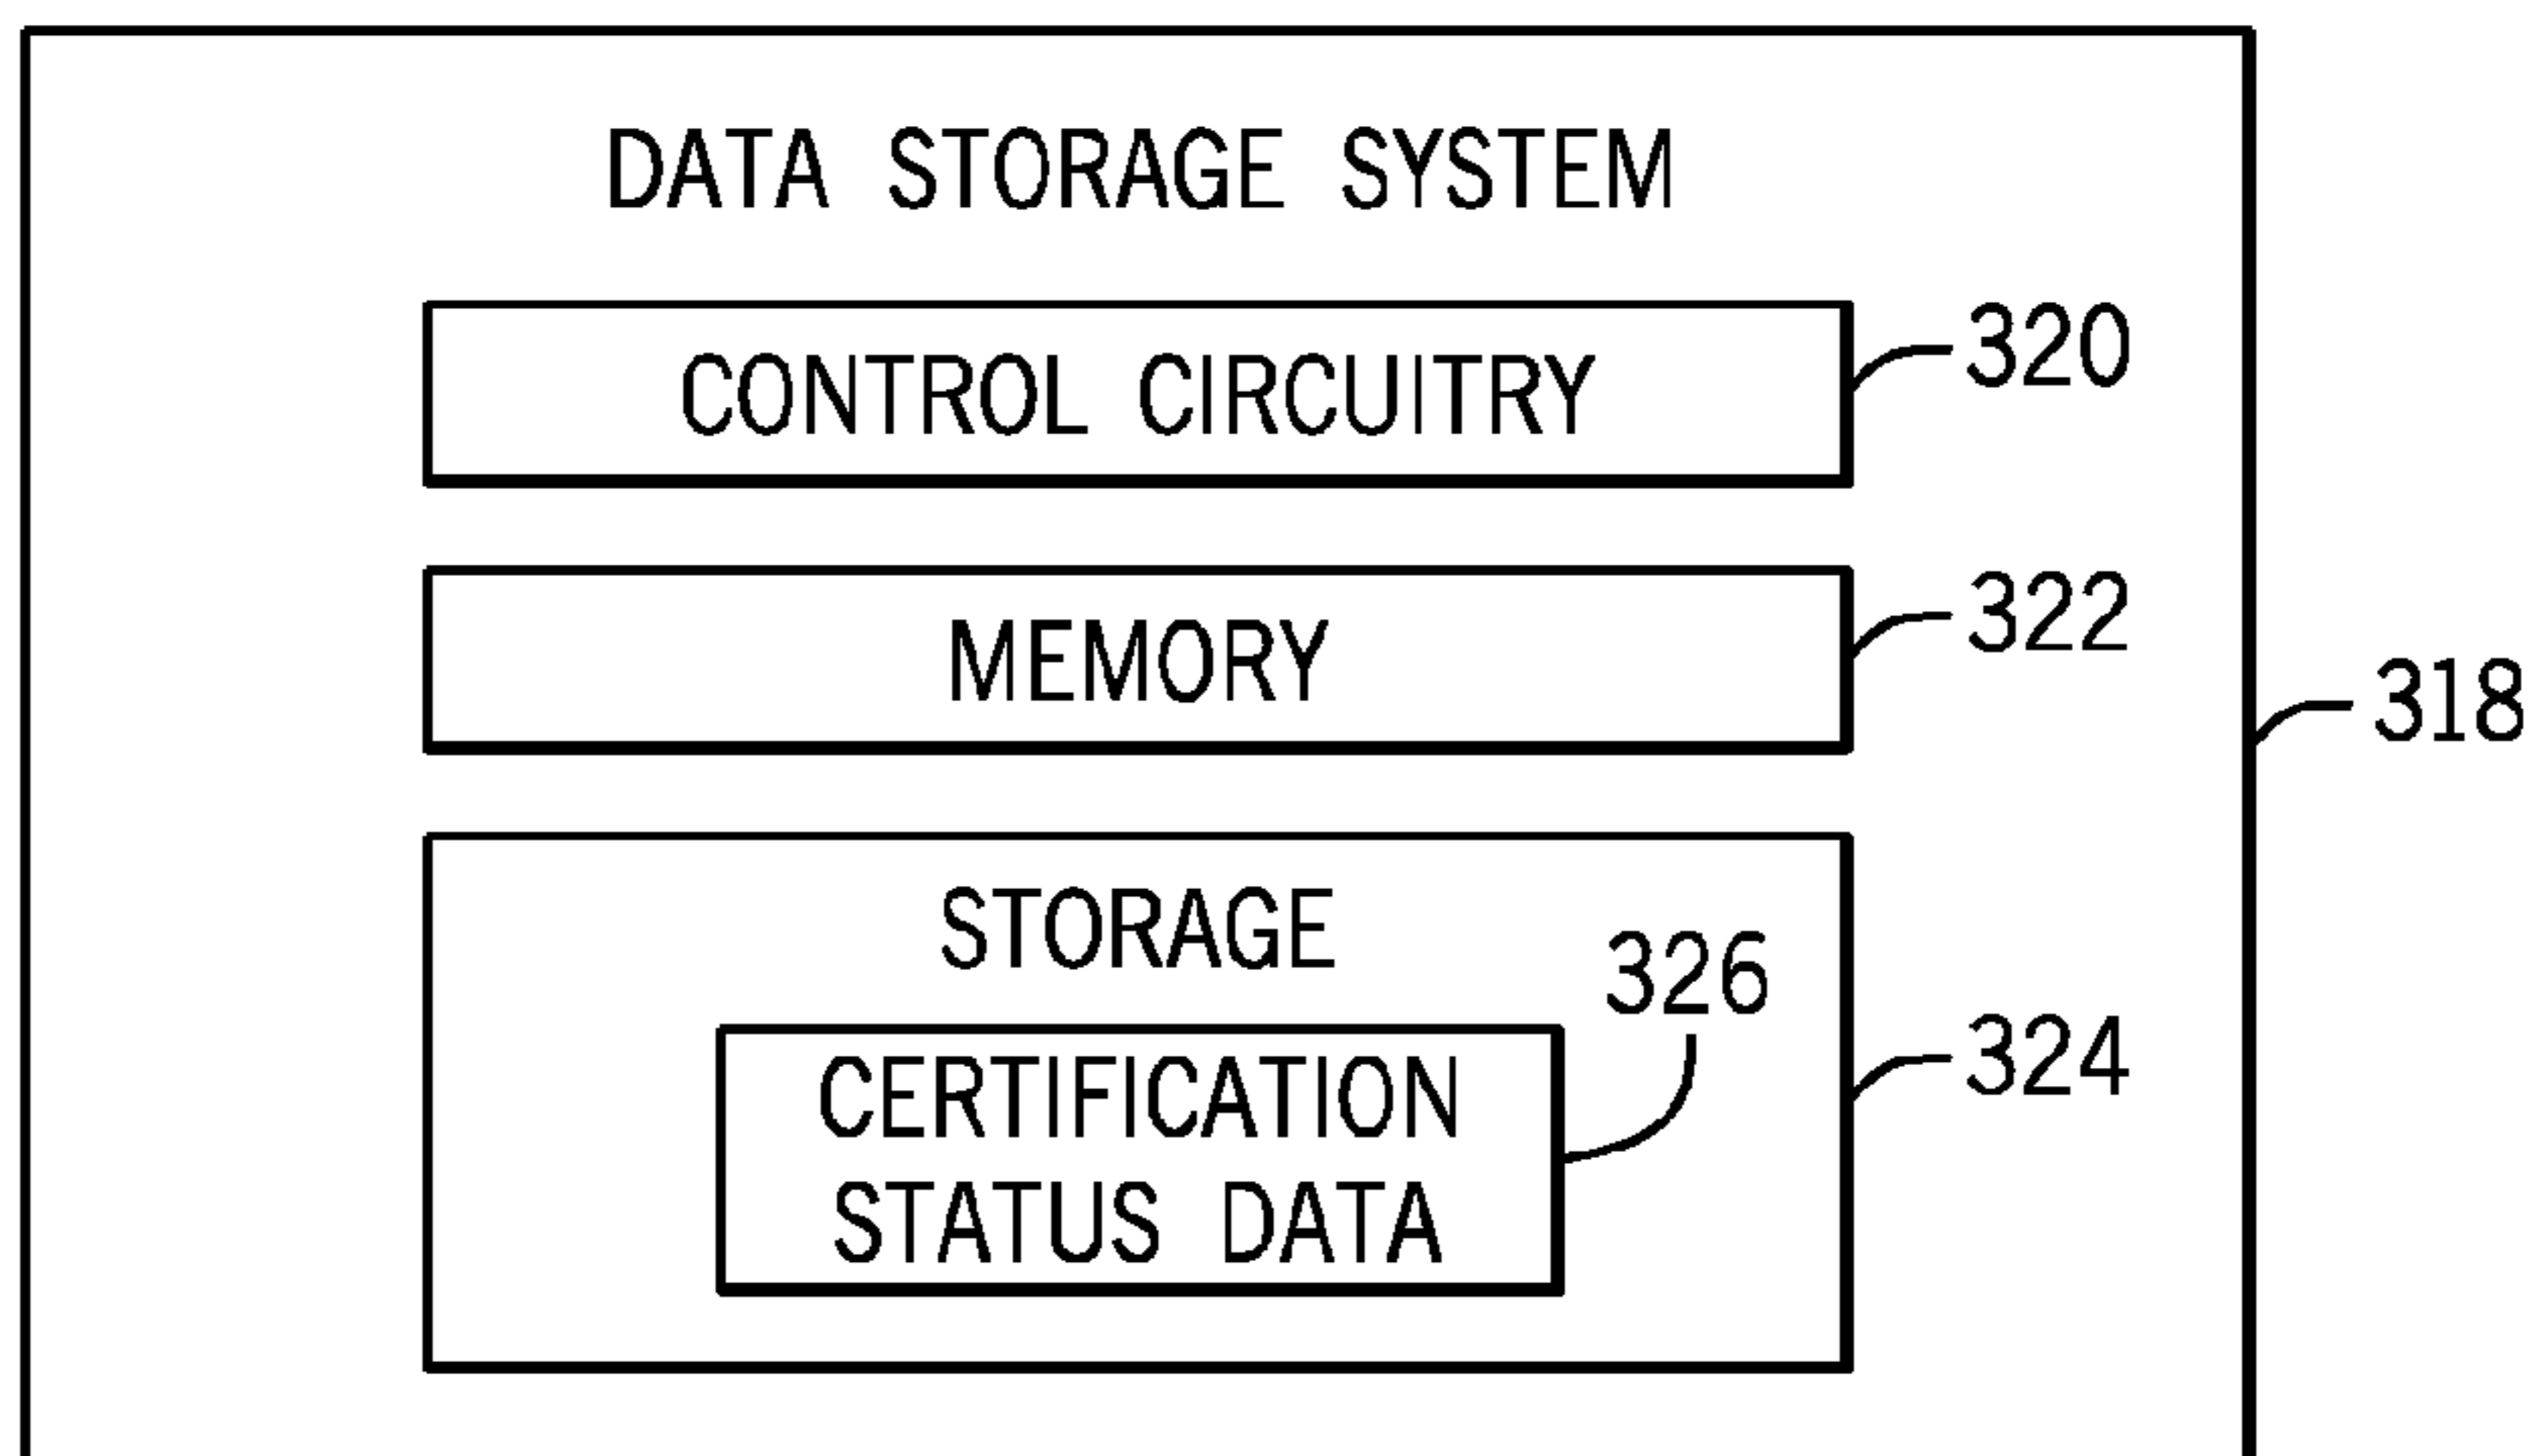 DATA STORAGE SYSTEM
CONTROL CIRCUITRY
320
MEMORY
322
318
STORAGE
326
CERTIFICATION
STATUS DATA
324